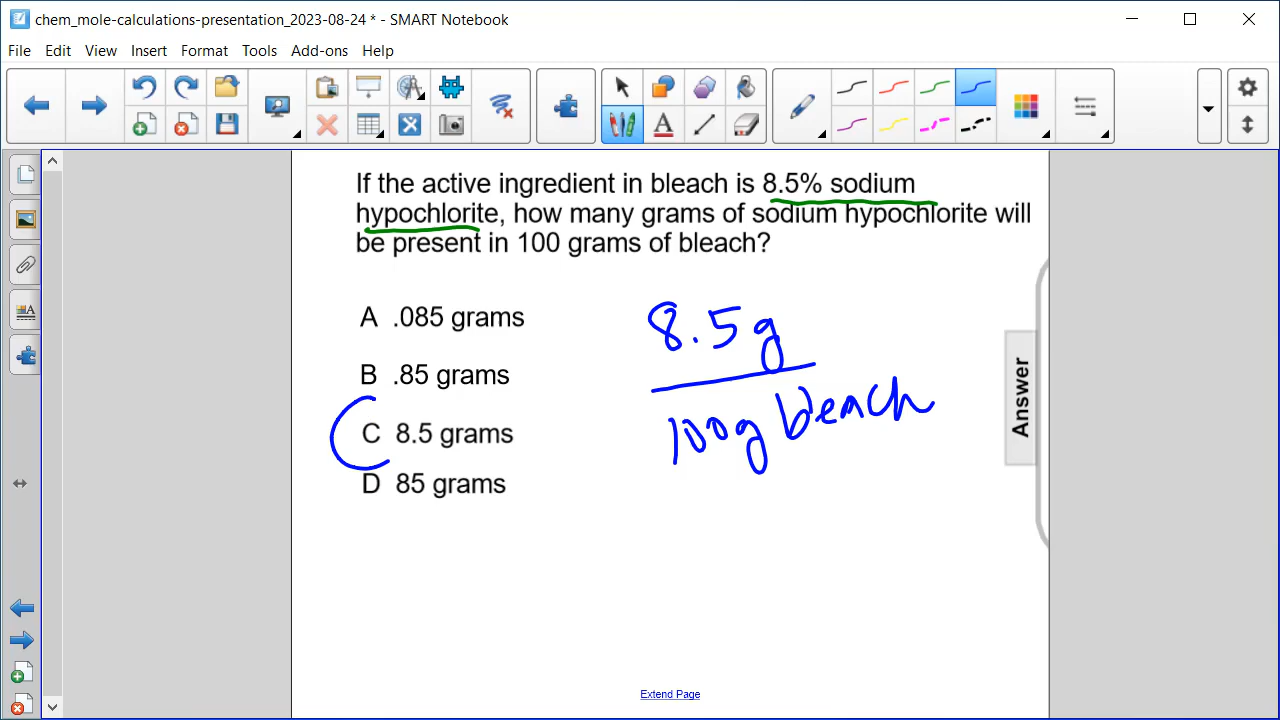 chem_mole-calculations-presentation_2023-08-24 * - SMART Notebook
File Edit View Insert Format Tools Add-ons Help
If the active ingredient in bleach is 8.5% sodium
hypochlorite, how many grams of sodium hypochlorite will
be present in 100 grams of bleach?
A .085 grams
B .85 grams
C 8.5 grams
D 85 grams
8.5 g
100g bleach
Answer
Extend Page